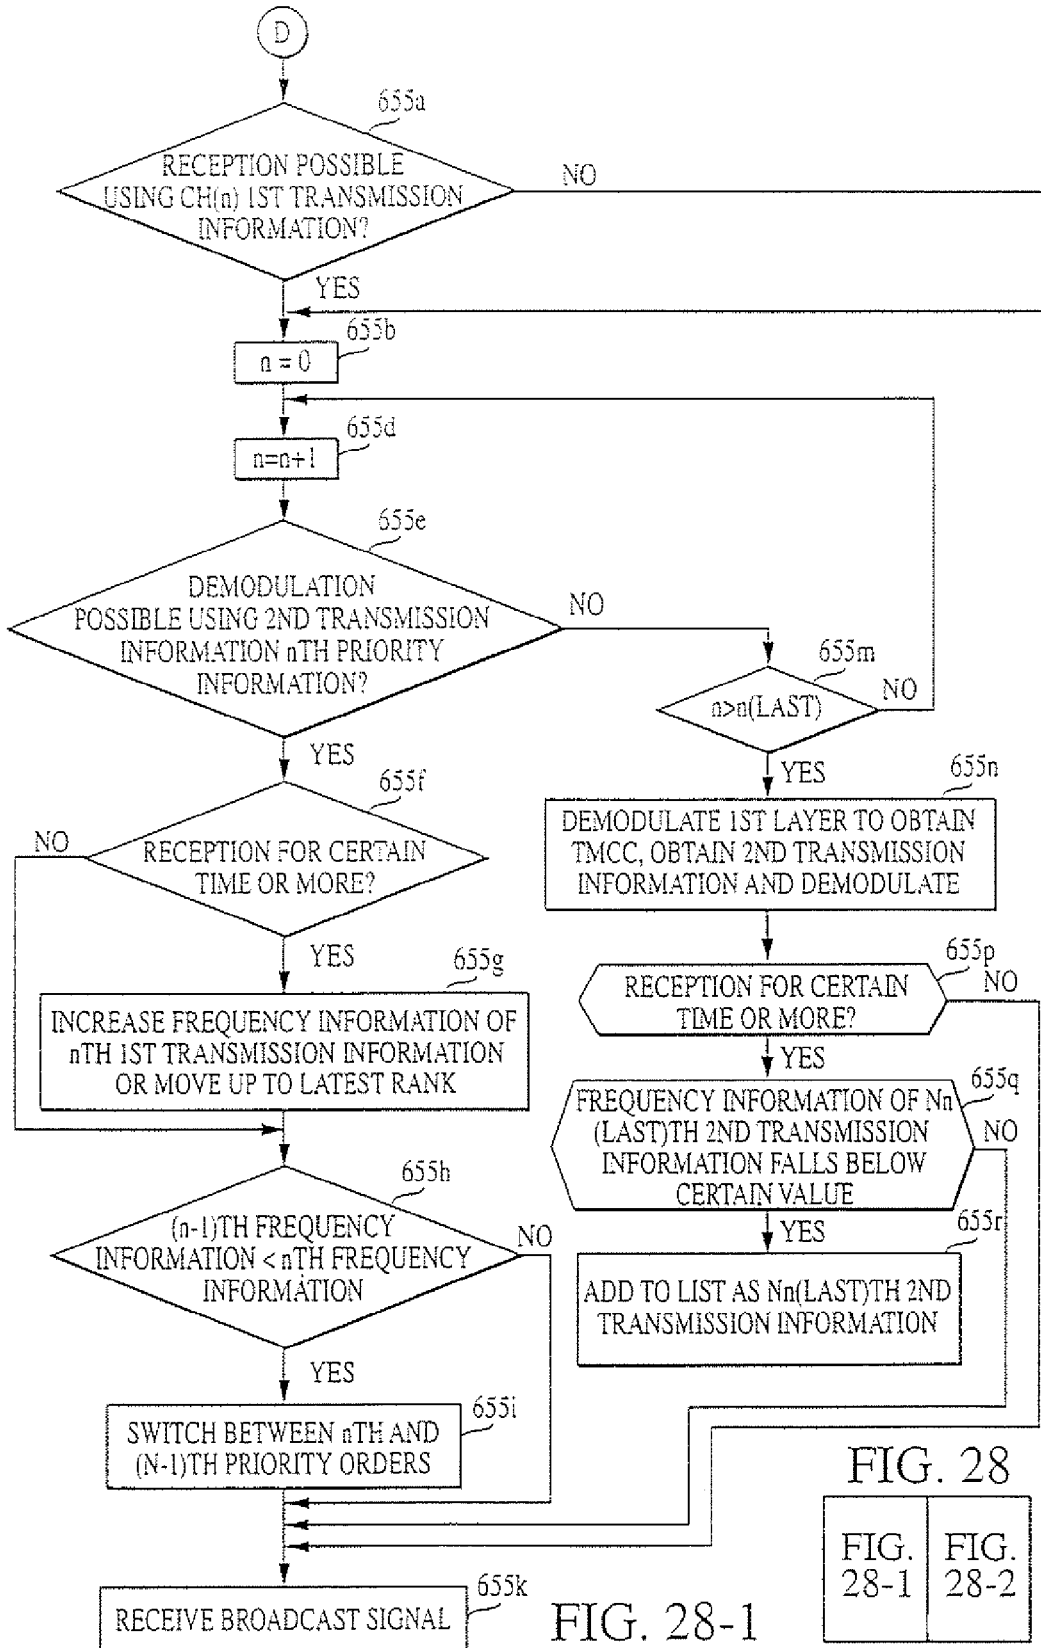 D
655a
RECEPTION POSSIBLE
USING CH(n) 1ST TRANSMISSION
INFORMATION?
NO
YES
655b
n = 0
655d
n=n+1
655e
DEMODULATION
POSSIBLE USING 2ND TRANSMISSION
INFORMATION nTH PRIORITY
INFORMATION?
NO
655m
n>n(LAST)
NO
YES
YES
655f
RECEPTION FOR CERTAIN
TIME OR MORE?
NO
YES
655n
DEMODULATE 1ST LAYER TO OBTAIN
TMCC, OBTAIN 2ND TRANSMISSION
INFORMATION AND DEMODULATE
655g
INCREASE FREQUENCY INFORMATION OF
nTH 1ST TRANSMISSION INFORMATION
OR MOVE UP TO LATEST RANK
655p
RECEPTION FOR CERTAIN
TIME OR MORE?
NO
YES
655q
FREQUENCY INFORMATION OF Nn
(LAST)TH 2ND TRANSMISSION
INFORMATION FALLS BELOW
CERTAIN VALUE
NO
YES
655h
(n-1)TH FREQUENCY
INFORMATION < nTH FREQUENCY
INFORMATION
NO
YES
655r
ADD TO LIST AS Nn(LAST)TH 2ND
TRANSMISSION INFORMATION
655i
SWITCH BETWEEN nTH AND
(N-1)TH PRIORITY ORDERS
655k
RECEIVE BROADCAST SIGNAL
FIG. 28-1
FIG. 28
FIG.
28-1
FIG.
28-2